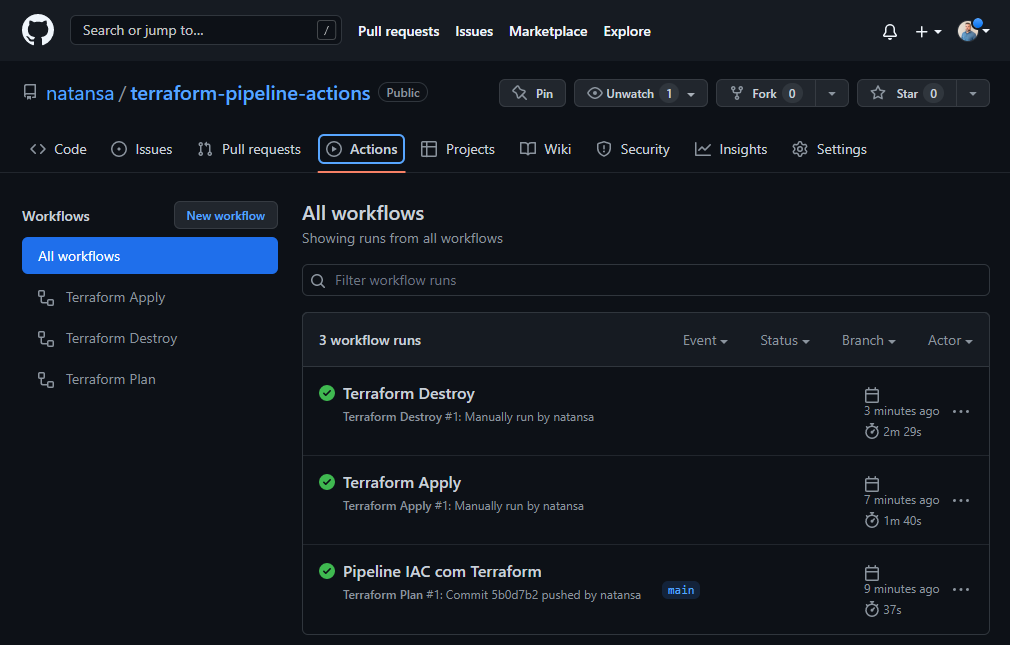 Search or jump to... / Pull requests Issues Marketplace Explore
natansa / terraform-pipeline-actions Public Pin Unwatch 1 Fork 0 Star 0
Code Issues Pull requests Actions Projects Wiki Security Insights Settings
Workflows New workflow
All workflows
Terraform Apply
Terraform Destroy
Terraform Plan
All workflows
Showing runs from all workflows
Filter workflow runs
3 workflow runs Event Status Branch Actor
Terraform Destroy
Terraform Destroy #1: Manually run by natansa
3 minutes ago ...
2m 29s
Terraform Apply
Terraform Apply #1: Manually run by natansa
7 minutes ago ...
1m 40s
Pipeline IAC com Terraform
Terraform Plan #1: Commit 5b0d7b2 pushed by natansa main
9 minutes ago ...
37s